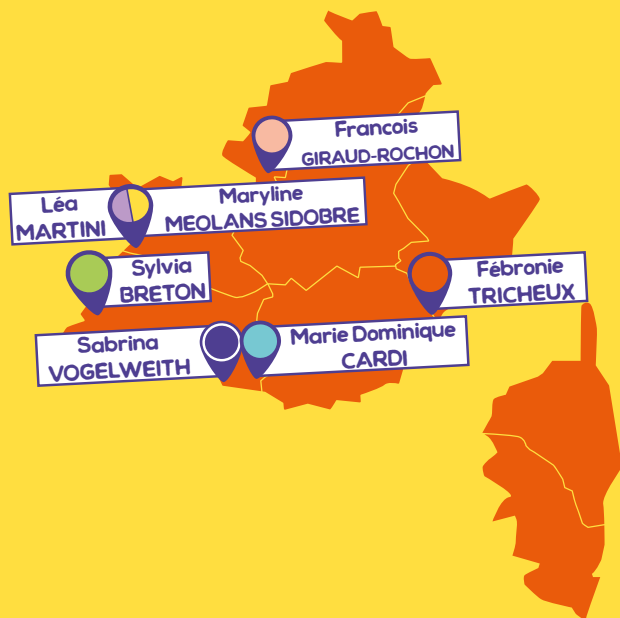 Francois
GIRAUD-ROCHON
Léa
MARTINI
Maryline
MEOLANS SIDOBRE
Sylvia
BRETON
Fébronie
TRICHEUX
Sabrina
VOGELWEITH
Marie Dominique
CARDI